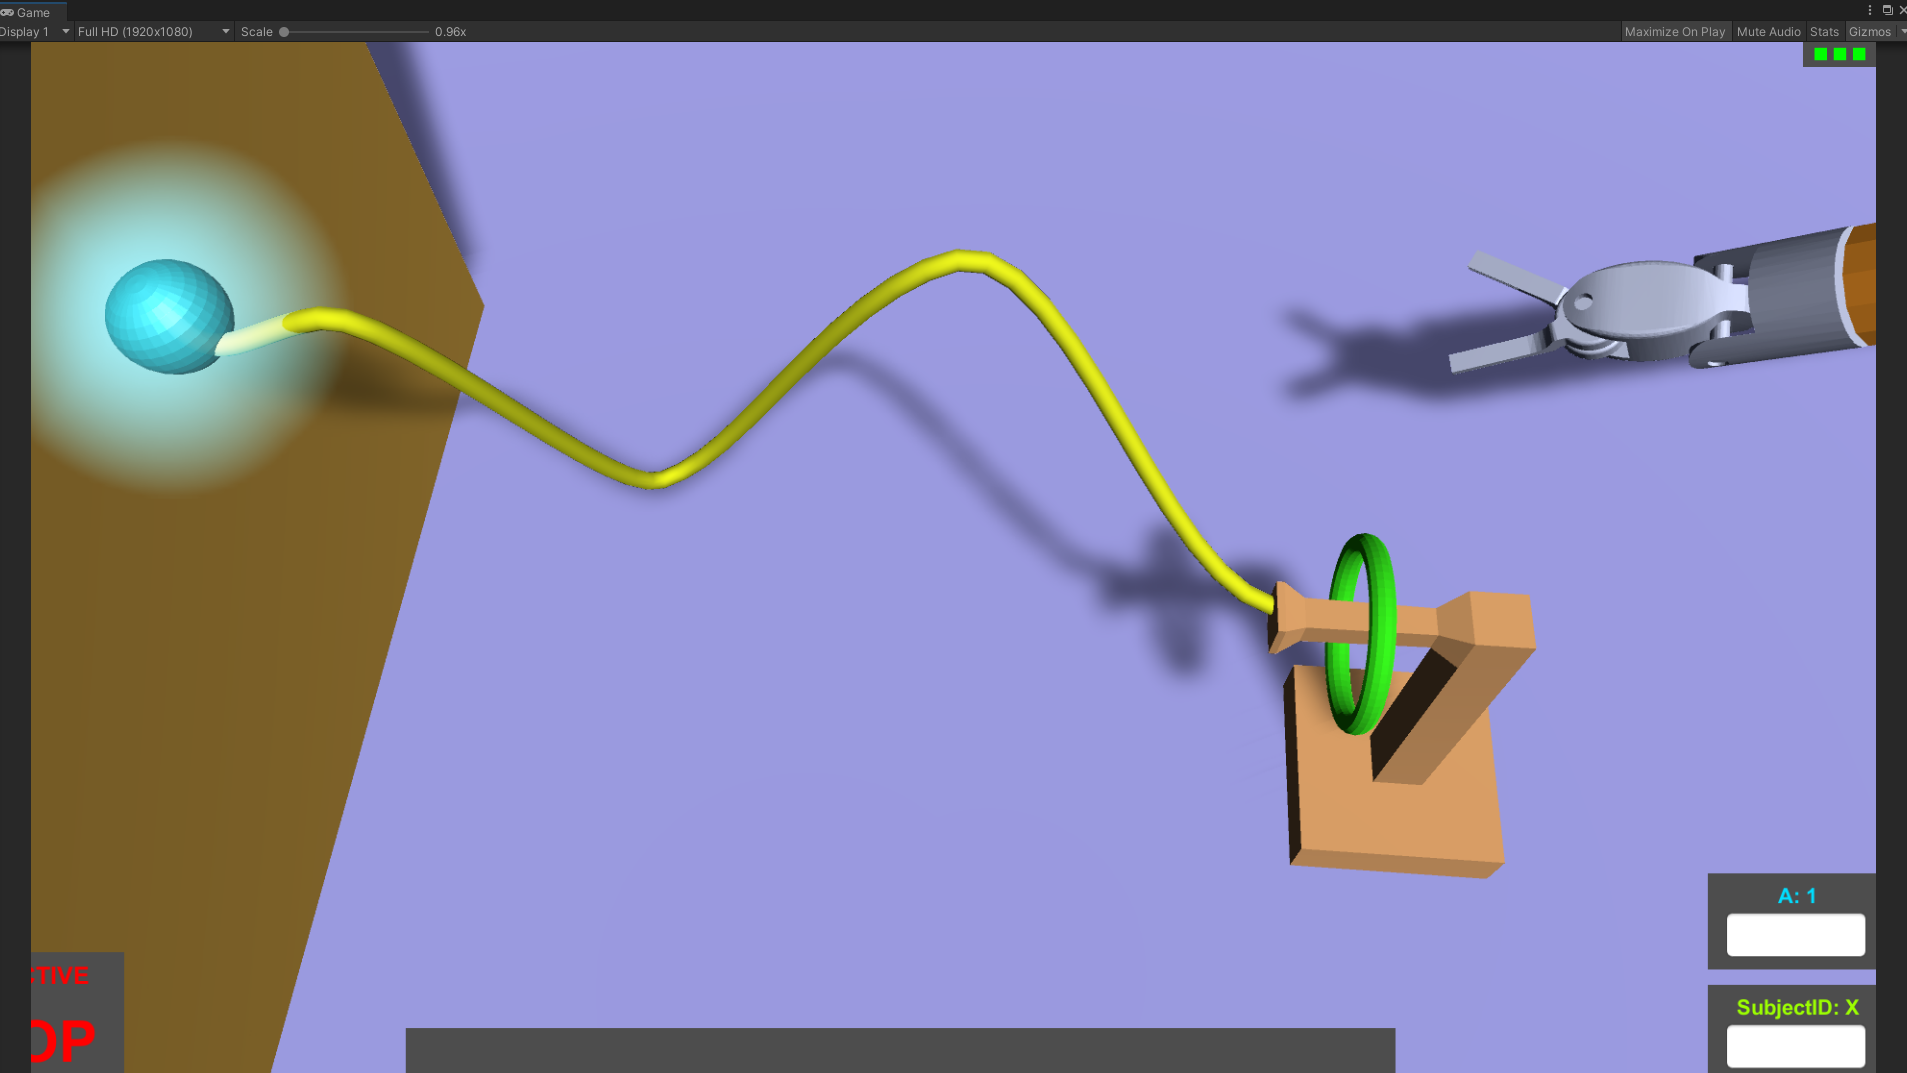 Game
Display 1 Full HD (1920x1080) Scale 0.96x Maximize On Play Mute Audio Stats Gizmos
A: 1
CTIVE
SubjectID: X
OP